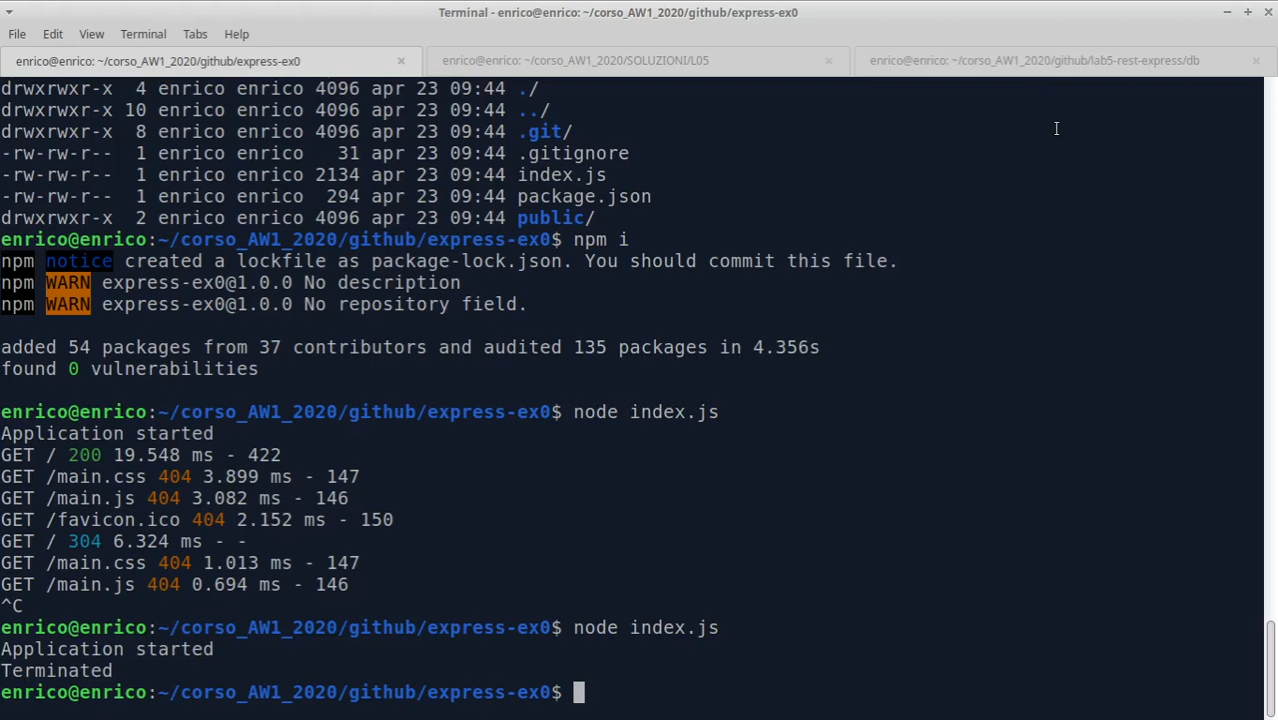 Terminal - enrico@enrico: ~/corso_AW1_2020/github/express-ex0
File Edit View Terminal Tabs Help
enrico@enrico: ~/corso_AW1_2020/github/express-ex0 enrico@enrico: ~/corso_AW1_2020/SOLUZIONI/L05 enrico@enrico: ~/corso_AW1_2020/github/lab5-rest-express/db
drwxrwxr-x  4 enrico enrico 4096 apr 23 09:44 ./
drwxrwxr-x 10 enrico enrico 4096 apr 23 09:44 ../
drwxrwxr-x  8 enrico enrico 4096 apr 23 09:44 .git/
-rw-rw-r--  1 enrico enrico   31 apr 23 09:44 .gitignore
-rw-rw-r--  1 enrico enrico 2134 apr 23 09:44 index.js
-rw-rw-r--  1 enrico enrico  294 apr 23 09:44 package.json
drwxrwxr-x  2 enrico enrico 4096 apr 23 09:44 public/
enrico@enrico:~/corso_AW1_2020/github/express-ex0$ npm i
npm notice created a lockfile as package-lock.json. You should commit this file.
npm WARN express-ex0@1.0.0 No description
npm WARN express-ex0@1.0.0 No repository field.
added 54 packages from 37 contributors and audited 135 packages in 4.356s
found 0 vulnerabilities
enrico@enrico:~/corso_AW1_2020/github/express-ex0$ node index.js
Application started
GET / 200 19.548 ms - 422
GET /main.css 404 3.899 ms - 147
GET /main.js 404 3.082 ms - 146
GET /favicon.ico 404 2.152 ms - 150
GET / 304 6.324 ms - -
GET /main.css 404 1.013 ms - 147
GET /main.js 404 0.694 ms - 146
^C
enrico@enrico:~/corso_AW1_2020/github/express-ex0$ node index.js
Application started
Terminated
enrico@enrico:~/corso_AW1_2020/github/express-ex0$